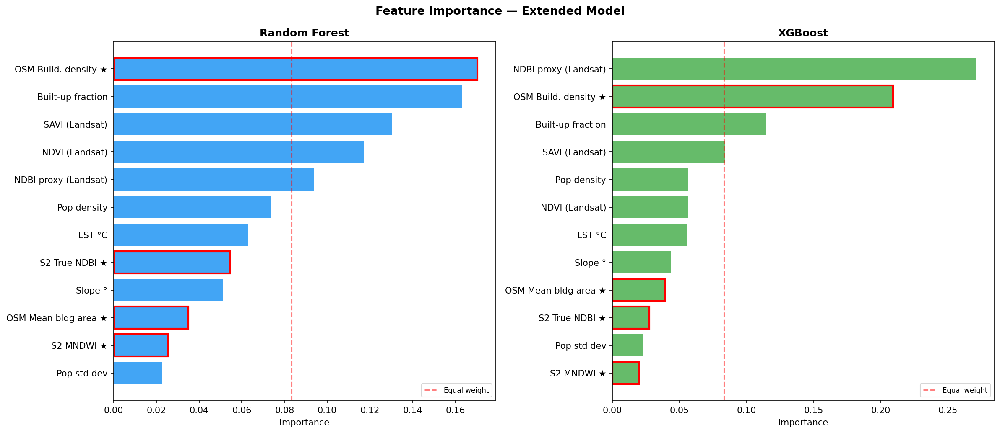 Feature Importance — Extended Model
Random Forest
OSM Build. density ★
Built-up fraction
SAVI (Landsat)
NDVI (Landsat)
NDBI proxy (Landsat)
Pop density
LST °C
S2 True NDBI ★
Slope °
OSM Mean bldg area ★
S2 MNDWI ★
Pop std dev
Equal weight
0.00 0.02 0.04 0.06 0.08 0.10 0.12 0.14 0.16
Importance
XGBoost
NDBI proxy (Landsat)
OSM Build. density ★
Built-up fraction
SAVI (Landsat)
Pop density
NDVI (Landsat)
LST °C
Slope °
OSM Mean bldg area ★
S2 True NDBI ★
Pop std dev
S2 MNDWI ★
Equal weight
0.00 0.05 0.10 0.15 0.20 0.25
Importance